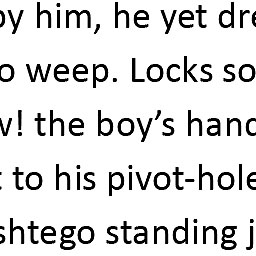 by him, he yet dre
o weep. Locks so
w! the boy’s hand
t to his pivot-hole
shtego standing j